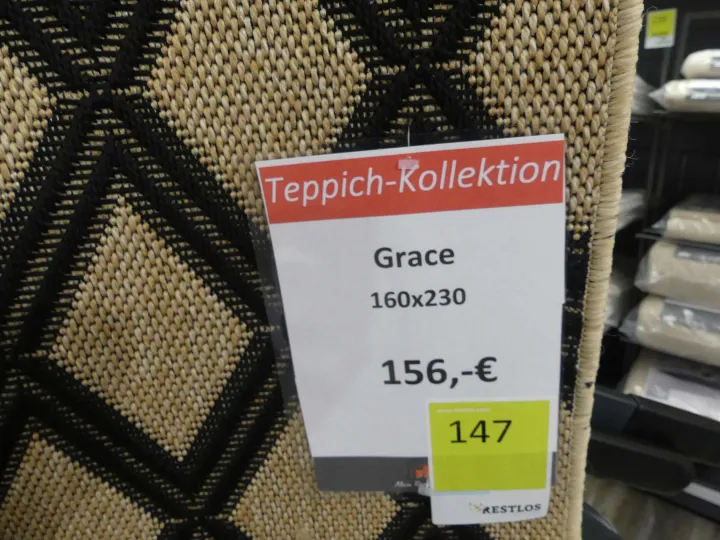 Teppich-Kollektion
Grace
160x230
156,-€
147
RESTLOS